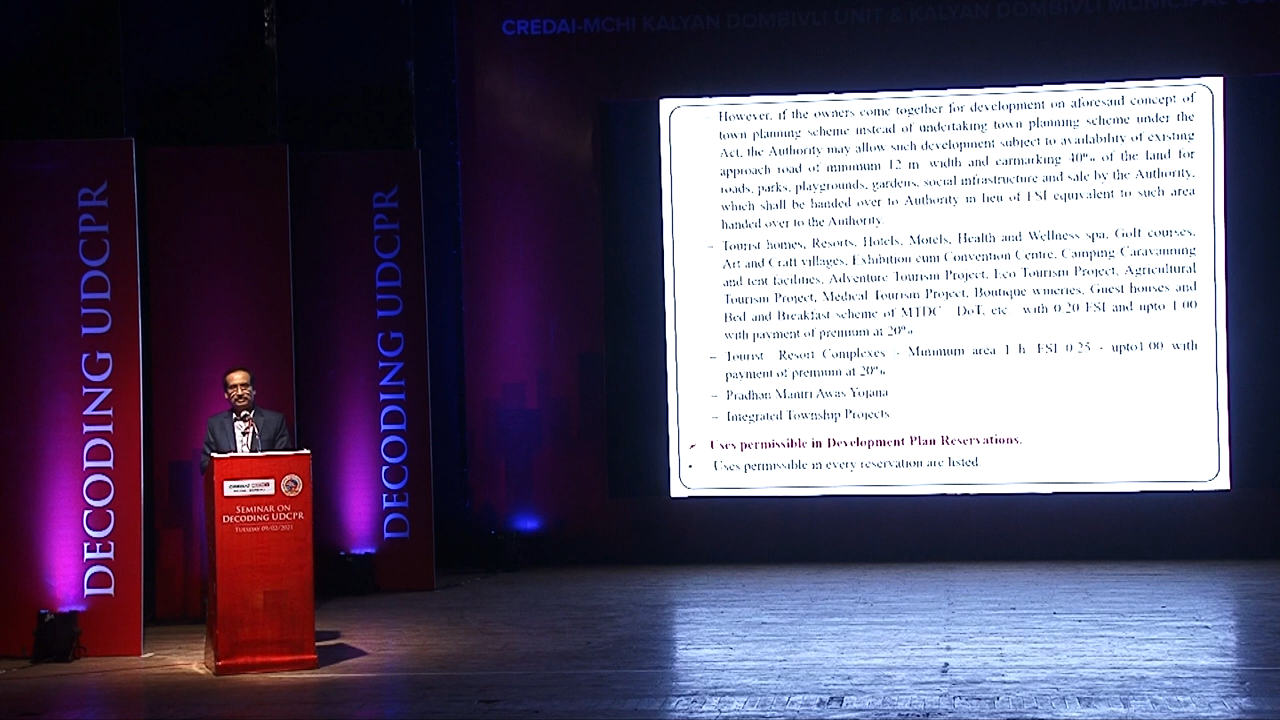 CREDAI-MCHI KALYAN DOMBIVLI UNIT & KALYAN DOMBIVLI MUNICIPAL
DECODING UDCPR
DECODING UDCPR
However, if the owners come together for development on aforesaid concept of
town planning scheme instead of undertaking town planning scheme under the
Act, the Authority may allow such development subject to availability of existing
approach road of minimum 12 m width and earmarking 40% of the land for
roads, parks, playgrounds, gardens, social infrastructure and sale by the Authority,
which shall be handed over to Authority in lieu of FSI equivalent to such area
handed over to the Authority.
– Tourist homes, Resorts, Hotels, Motels, Health and Wellness spa, Golf courses,
Art and Craft villages, Exhibition cum Convention Centre, Camping Caravanning
and tent facilities, Adventure Tourism Project, Eco Tourism Project, Agricultural
Tourism Project, Medical Tourism Project, Boutique wineries, Guest houses and
Bed and Breakfast scheme of MTDC DoT, etc. with 0.20 FSI and upto 1.00
with payment of premium at 20%
– Tourist Resort Complexes - Minimum area 1 h FSI 0.25 - upto1.00 with
payment of premium at 20%
– Pradhan Mantri Awas Yojana
– Integrated Township Projects
➢ Uses permissible in Development Plan Reservations.
• Uses permissible in every reservation are listed
CREDAI MCHI
SEMINAR ON
DECODING UDCPR
TUESDAY 09/02/2021